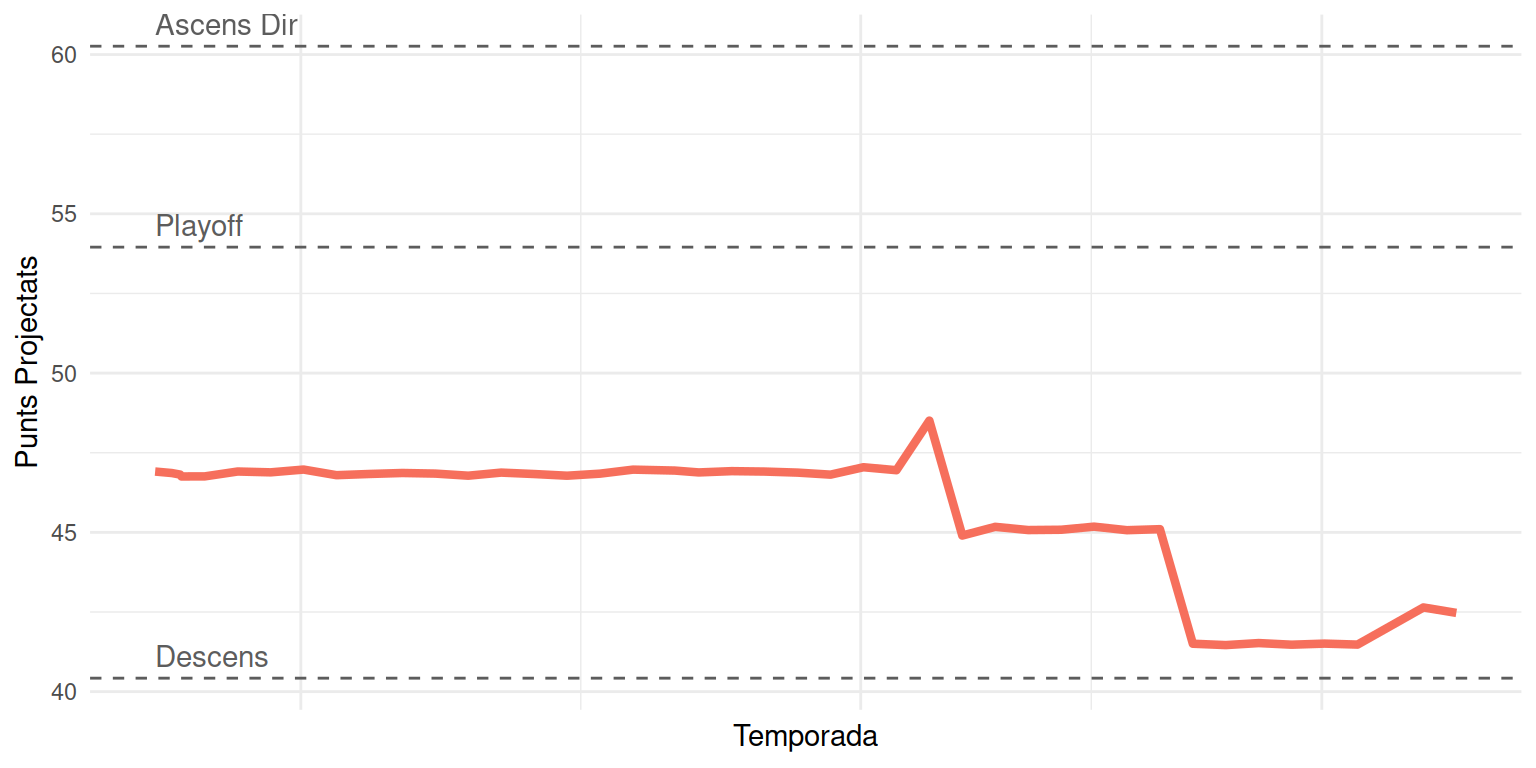 Ascens Dir
60
55
Playoff
50
45
Descens
40
Punts Projectats
Temporada